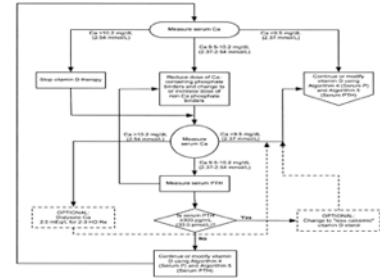 Measure serum Ca
Ca >10.2 mg/dL
(2.54 mmol/L)
Ca <9.5 mg/dL
(2.37 mmol/L)
Ca 9.5-10.2 mg/dL
(2.37-2.54 mmol/L)
Stop vitamin D therapy
Reduce dose of Ca-
containing phosphate
binders and change to
or increase dose of
non-Ca phosphate
binders
Continue or modify
vitamin D using
Algorithm 4 (Serum P)
and Algorithm 5
(Serum PTH)
Ca >10.2 mg/dL
(2.54 mmol/L)
Measure
serum Ca
Ca <9.5 mg/dL
(2.37 mmol/L)
Ca 9.5-10.2 mg/dL
(2.37-2.54 mmol/L)
Measure serum PTH
OPTIONAL:
Dialysate Ca
Is serum PTH
Yes
OPTIONAL:
Change to "less calcemic"
vitamin D sterol
No
Continue or modify vitamin
D using Algorithm 4
(Serum P) and Algorithm 5
(Serum PTH)